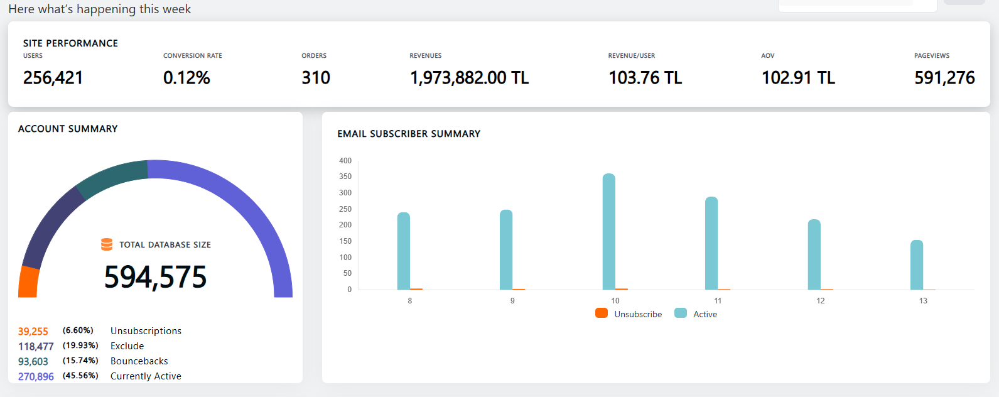 Here what's happening this week
SITE PERFORMANCE
USERS
256,421
CONVERSION RATE
0.12%
ORDERS
310
REVENUES
1,973,882.00 TL
REVENUE/USER
103.76 TL
AOV
102.91 TL
PAGEVIEWS
591,276
ACCOUNT SUMMARY
TOTAL DATABASE SIZE
594,575
39,255 (6.60%) Unsubscriptions
118,477 (19.93%) Exclude
93,603 (15.74%) Bouncebacks
270,896 (45.56%) Currently Active
EMAIL SUBSCRIBER SUMMARY
400
350
300
250
200
150
100
50
0
8 9 10 11 12 13
Unsubscribe Active